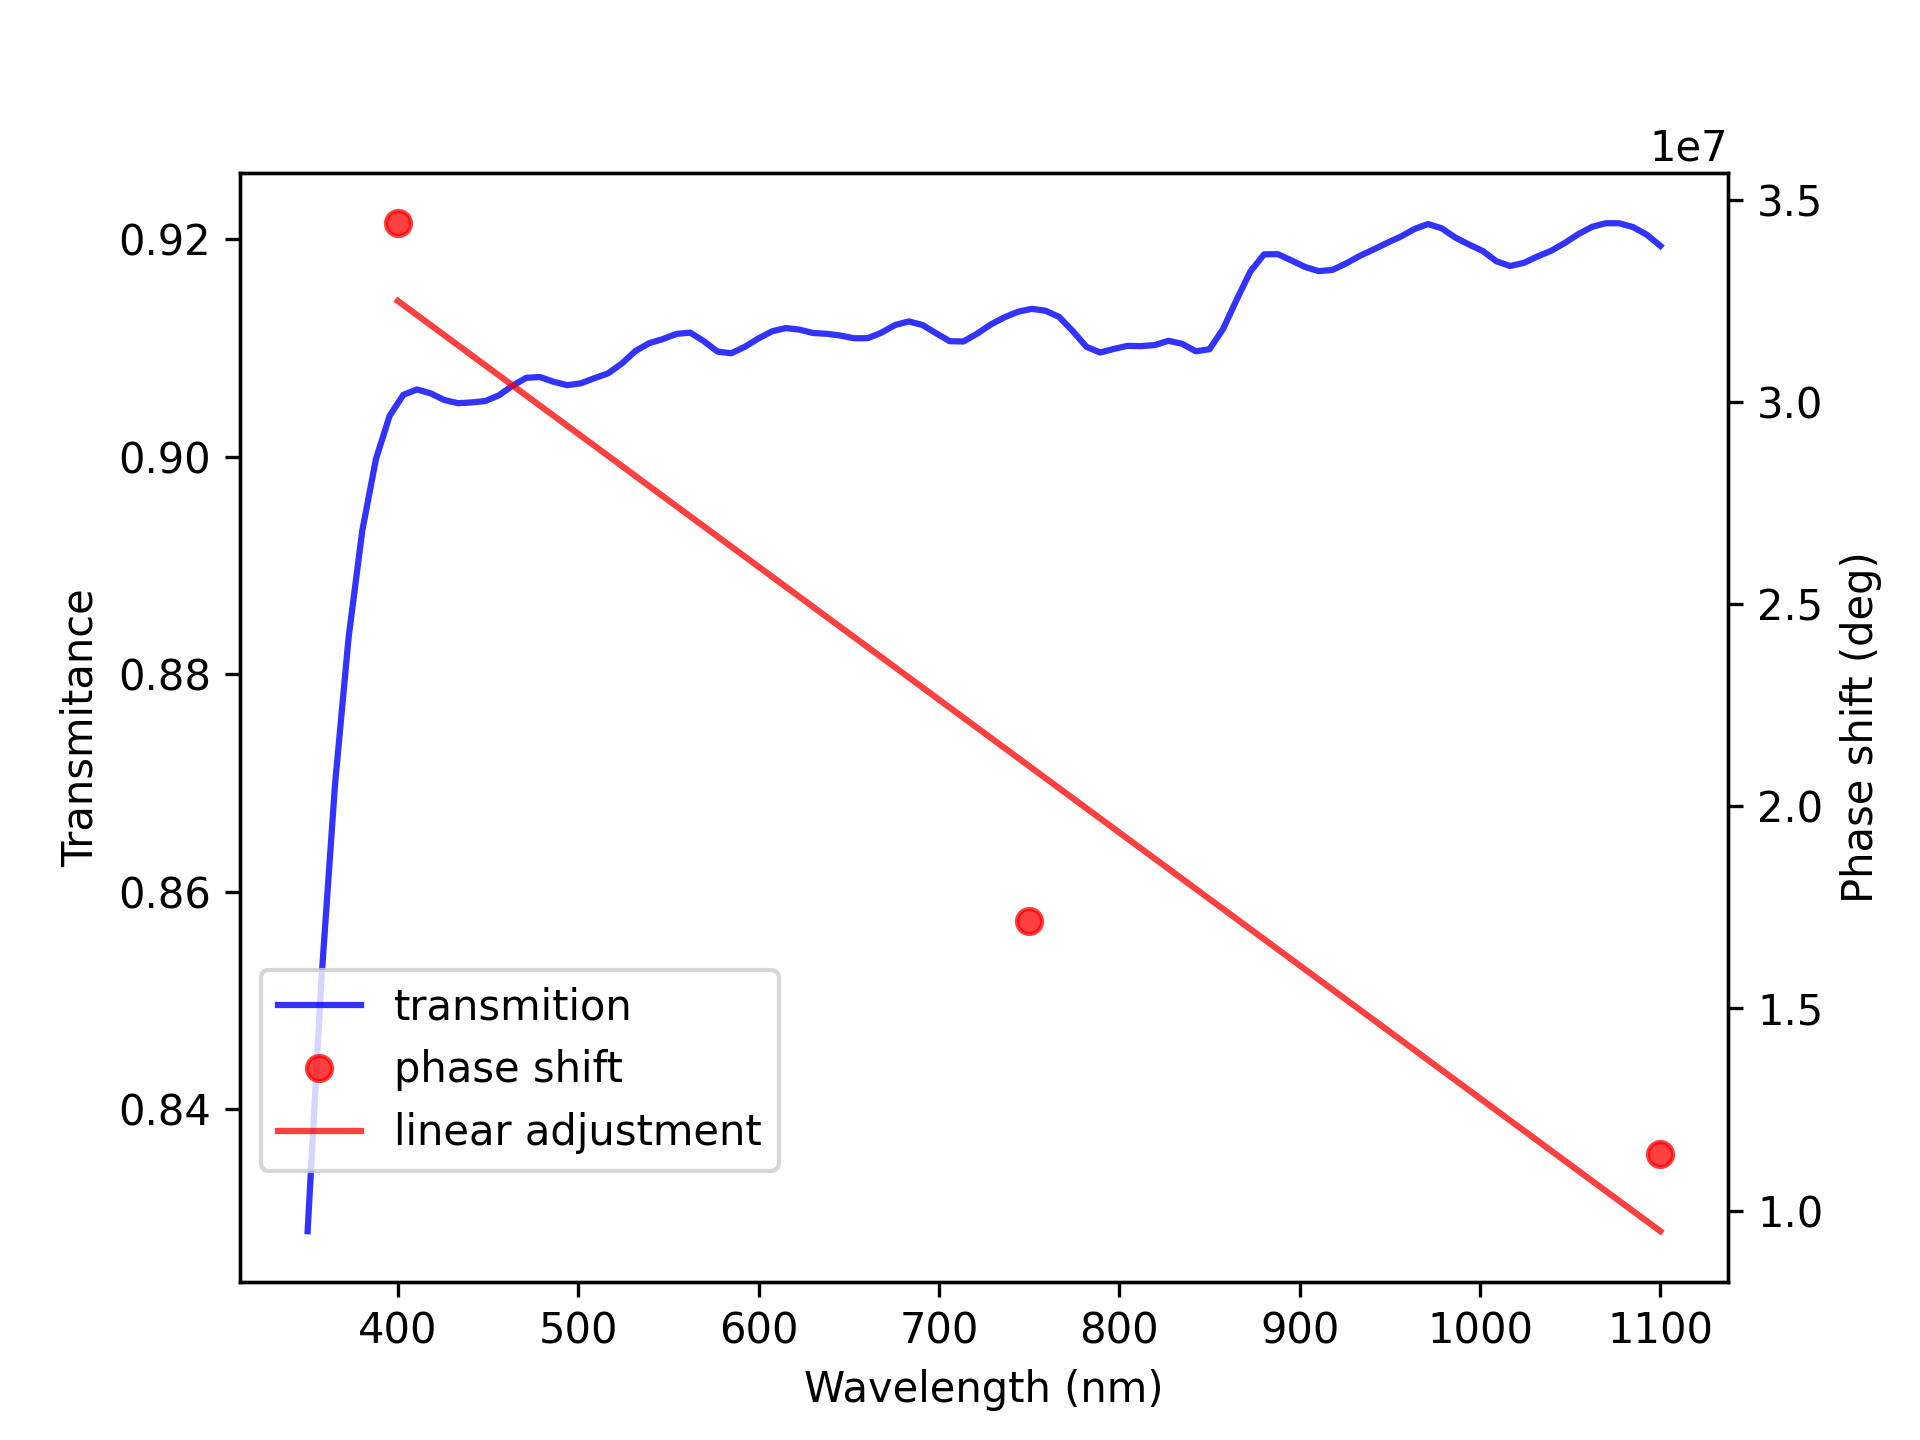 1e7
0.92
0.90
0.88
0.86
0.84
Transmitance
3.5
3.0
2.5
2.0
1.5
1.0
Phase shift (deg)
transmition
phase shift
linear adjustment
400 500 600 700 800 900 1000 1100
Wavelength (nm)